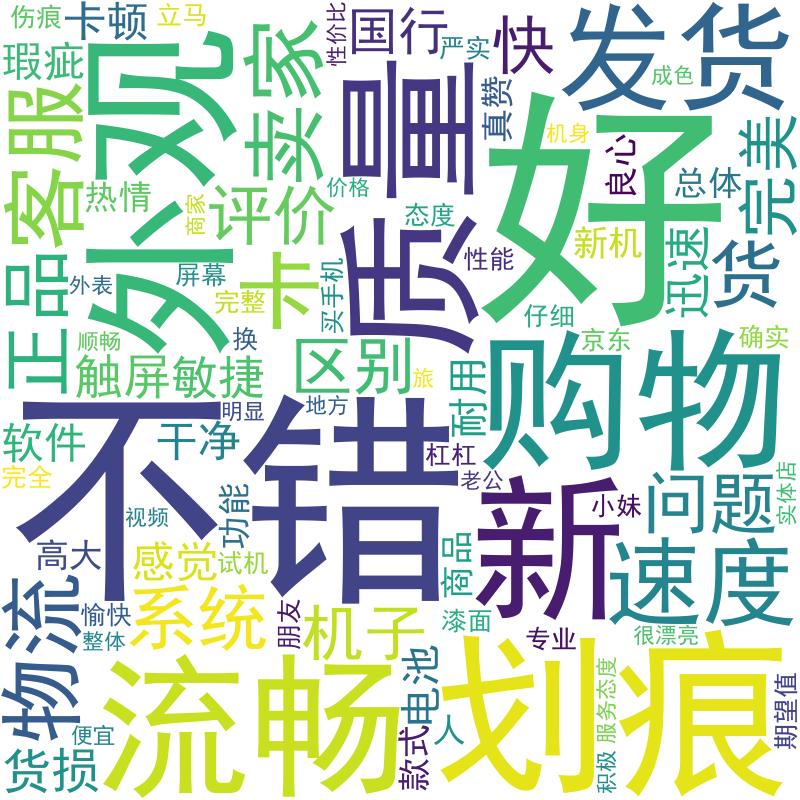 伤痕
卡顿
立马
性价比
国行
严实
快
发货
瑕疵
外观
卖家
质量
真赞
成色
好
客服
机身
良心
总体
完美
热情
商家
评价
价格
态度
新机
迅速
货
正品
外表
屏幕
完整
卡
买手机
性能
仔细
顺畅
换
京东
确实
触屏敏捷
区别
旅
耐用
购物
不错
明显
地方
软件
干净
杠杠
完全
老公
视频
功能
新
小妹
问题
实体店
高大
感觉
试机
商品
速度
物流
愉快
整体
系统
朋友
机子
漆面
专业
很漂亮
流畅
电池
人
划痕
服务态度
积极
期望值
便宜
款式
货损